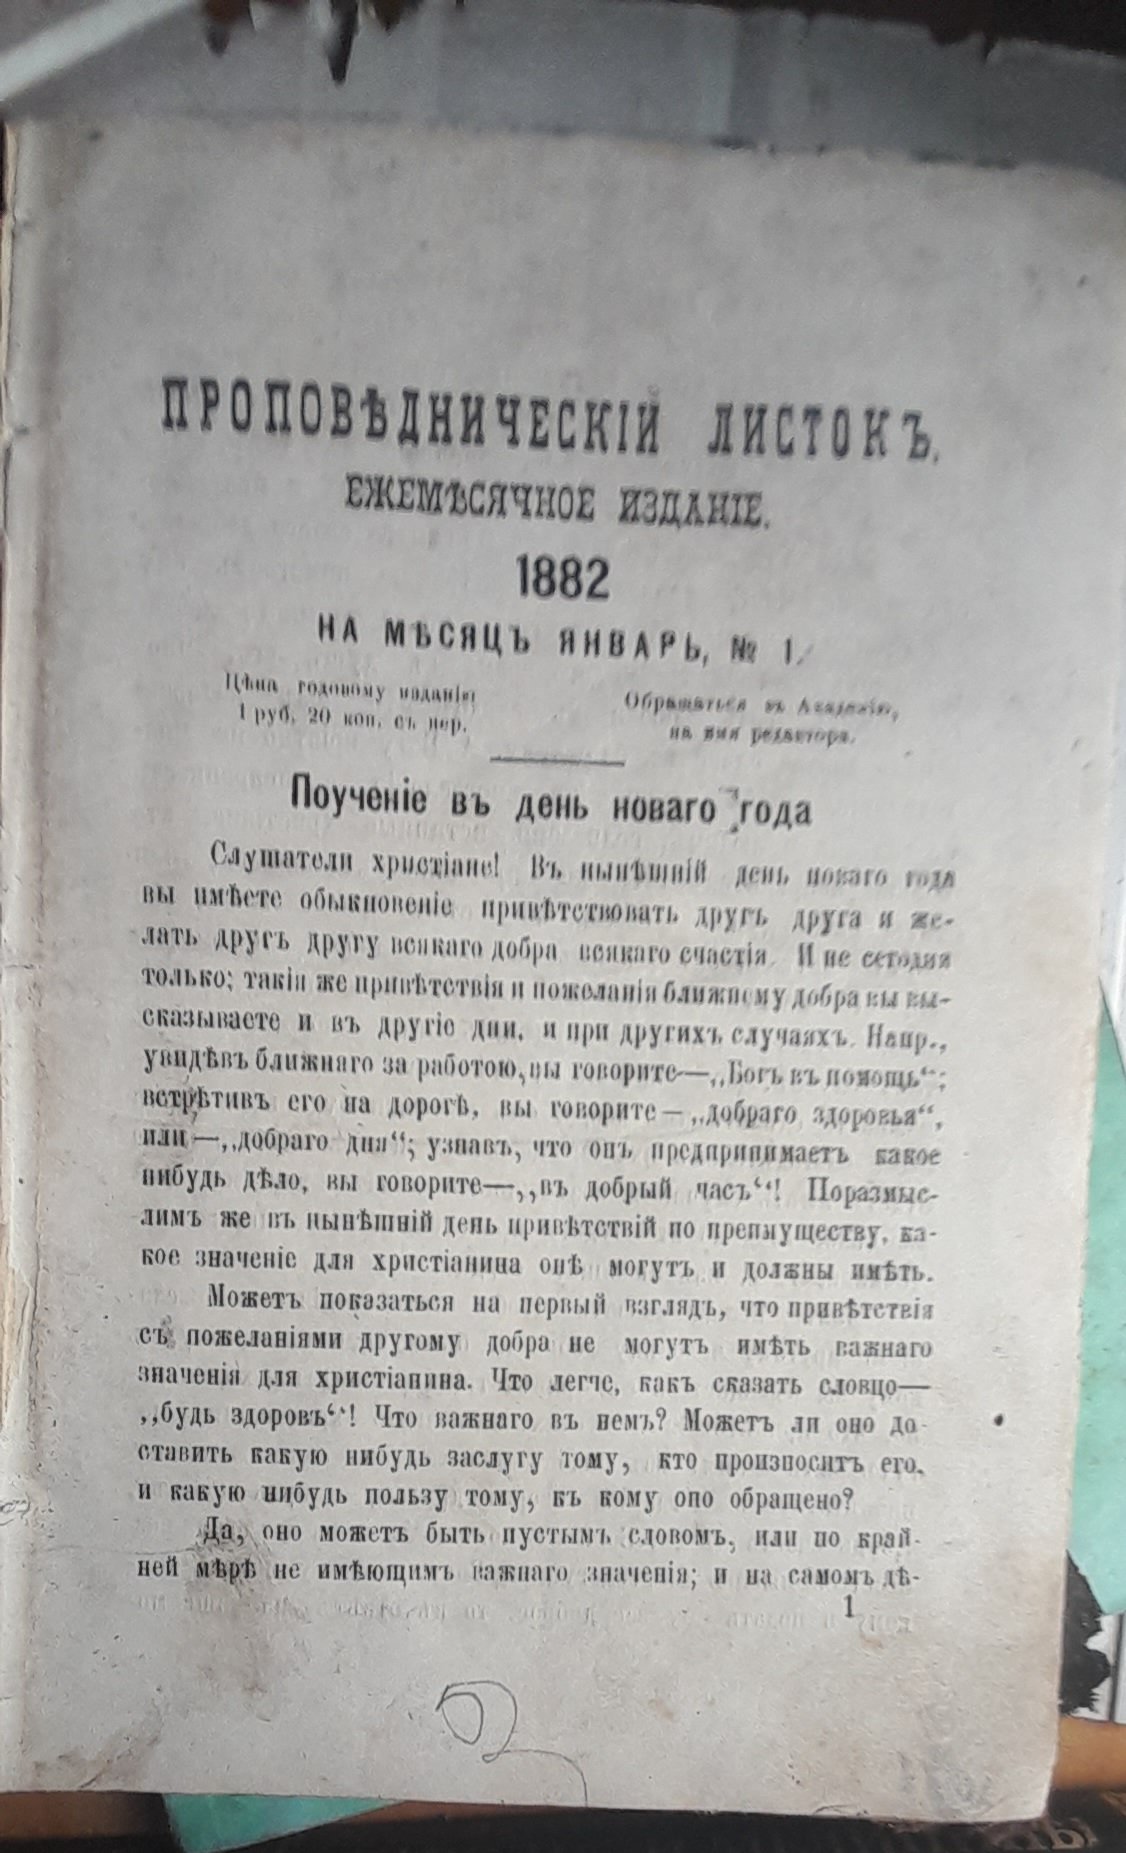 ПРОПОВѢДНИЧЕСКІЙ ЛИСТОКЪ.
ЕЖЕМѢСЯЧНОЕ ИЗДАНІЕ.
1882
НА МѢСЯЦЪ ЯНВАРЬ, № 1.
Цѣна годовому изданію
1 руб. 20 коп. съ пер.
Обращаться въ Академію,
на имя редактора.
Поученіе въ день новаго года
Слушатели христіане! Въ нынѣшній день новаго года
вы имѣете обыкновеніе привѣтствовать другъ друга и же-
лать другъ другу всякаго добра всякаго счастія. И не сегодня
только; такія же привѣтствія и пожеланія ближнему добра вы вы-
сказываете и въ другіе дни, и при другихъ случаяхъ. Напр.,
увидѣвъ ближняго за работою, вы говорите—„Богъ въ помощь“;
встрѣтивъ его на дорогѣ, вы говорите—„добраго здоровья“,
или—„добраго дня“; узнавъ, что онъ предпринимаетъ какое
нибудь дѣло, вы говорите—„въ добрый часъ“! Поразмыс-
лимъ же въ нынѣшній день привѣтствій по преимуществу, ка-
кое значеніе для христіанина онѣ могутъ и должны имѣть.
Можетъ показаться на первый взглядъ, что привѣтствія
съ пожеланіями другому добра не могутъ имѣть важнаго
значенія для христіанина. Что легче, какъ сказать словцо—
„будь здоровъ“! Что важнаго въ немъ? Можетъ ли оно до-
ставить какую нибудь заслугу тому, кто произноситъ его,
и какую нибудь пользу тому, къ кому оно обращено?
Да, оно можетъ быть пустымъ словомъ, или по край-
ней мѣрѣ не имѣющимъ важнаго значенія; и на самомъ дѣ-
1